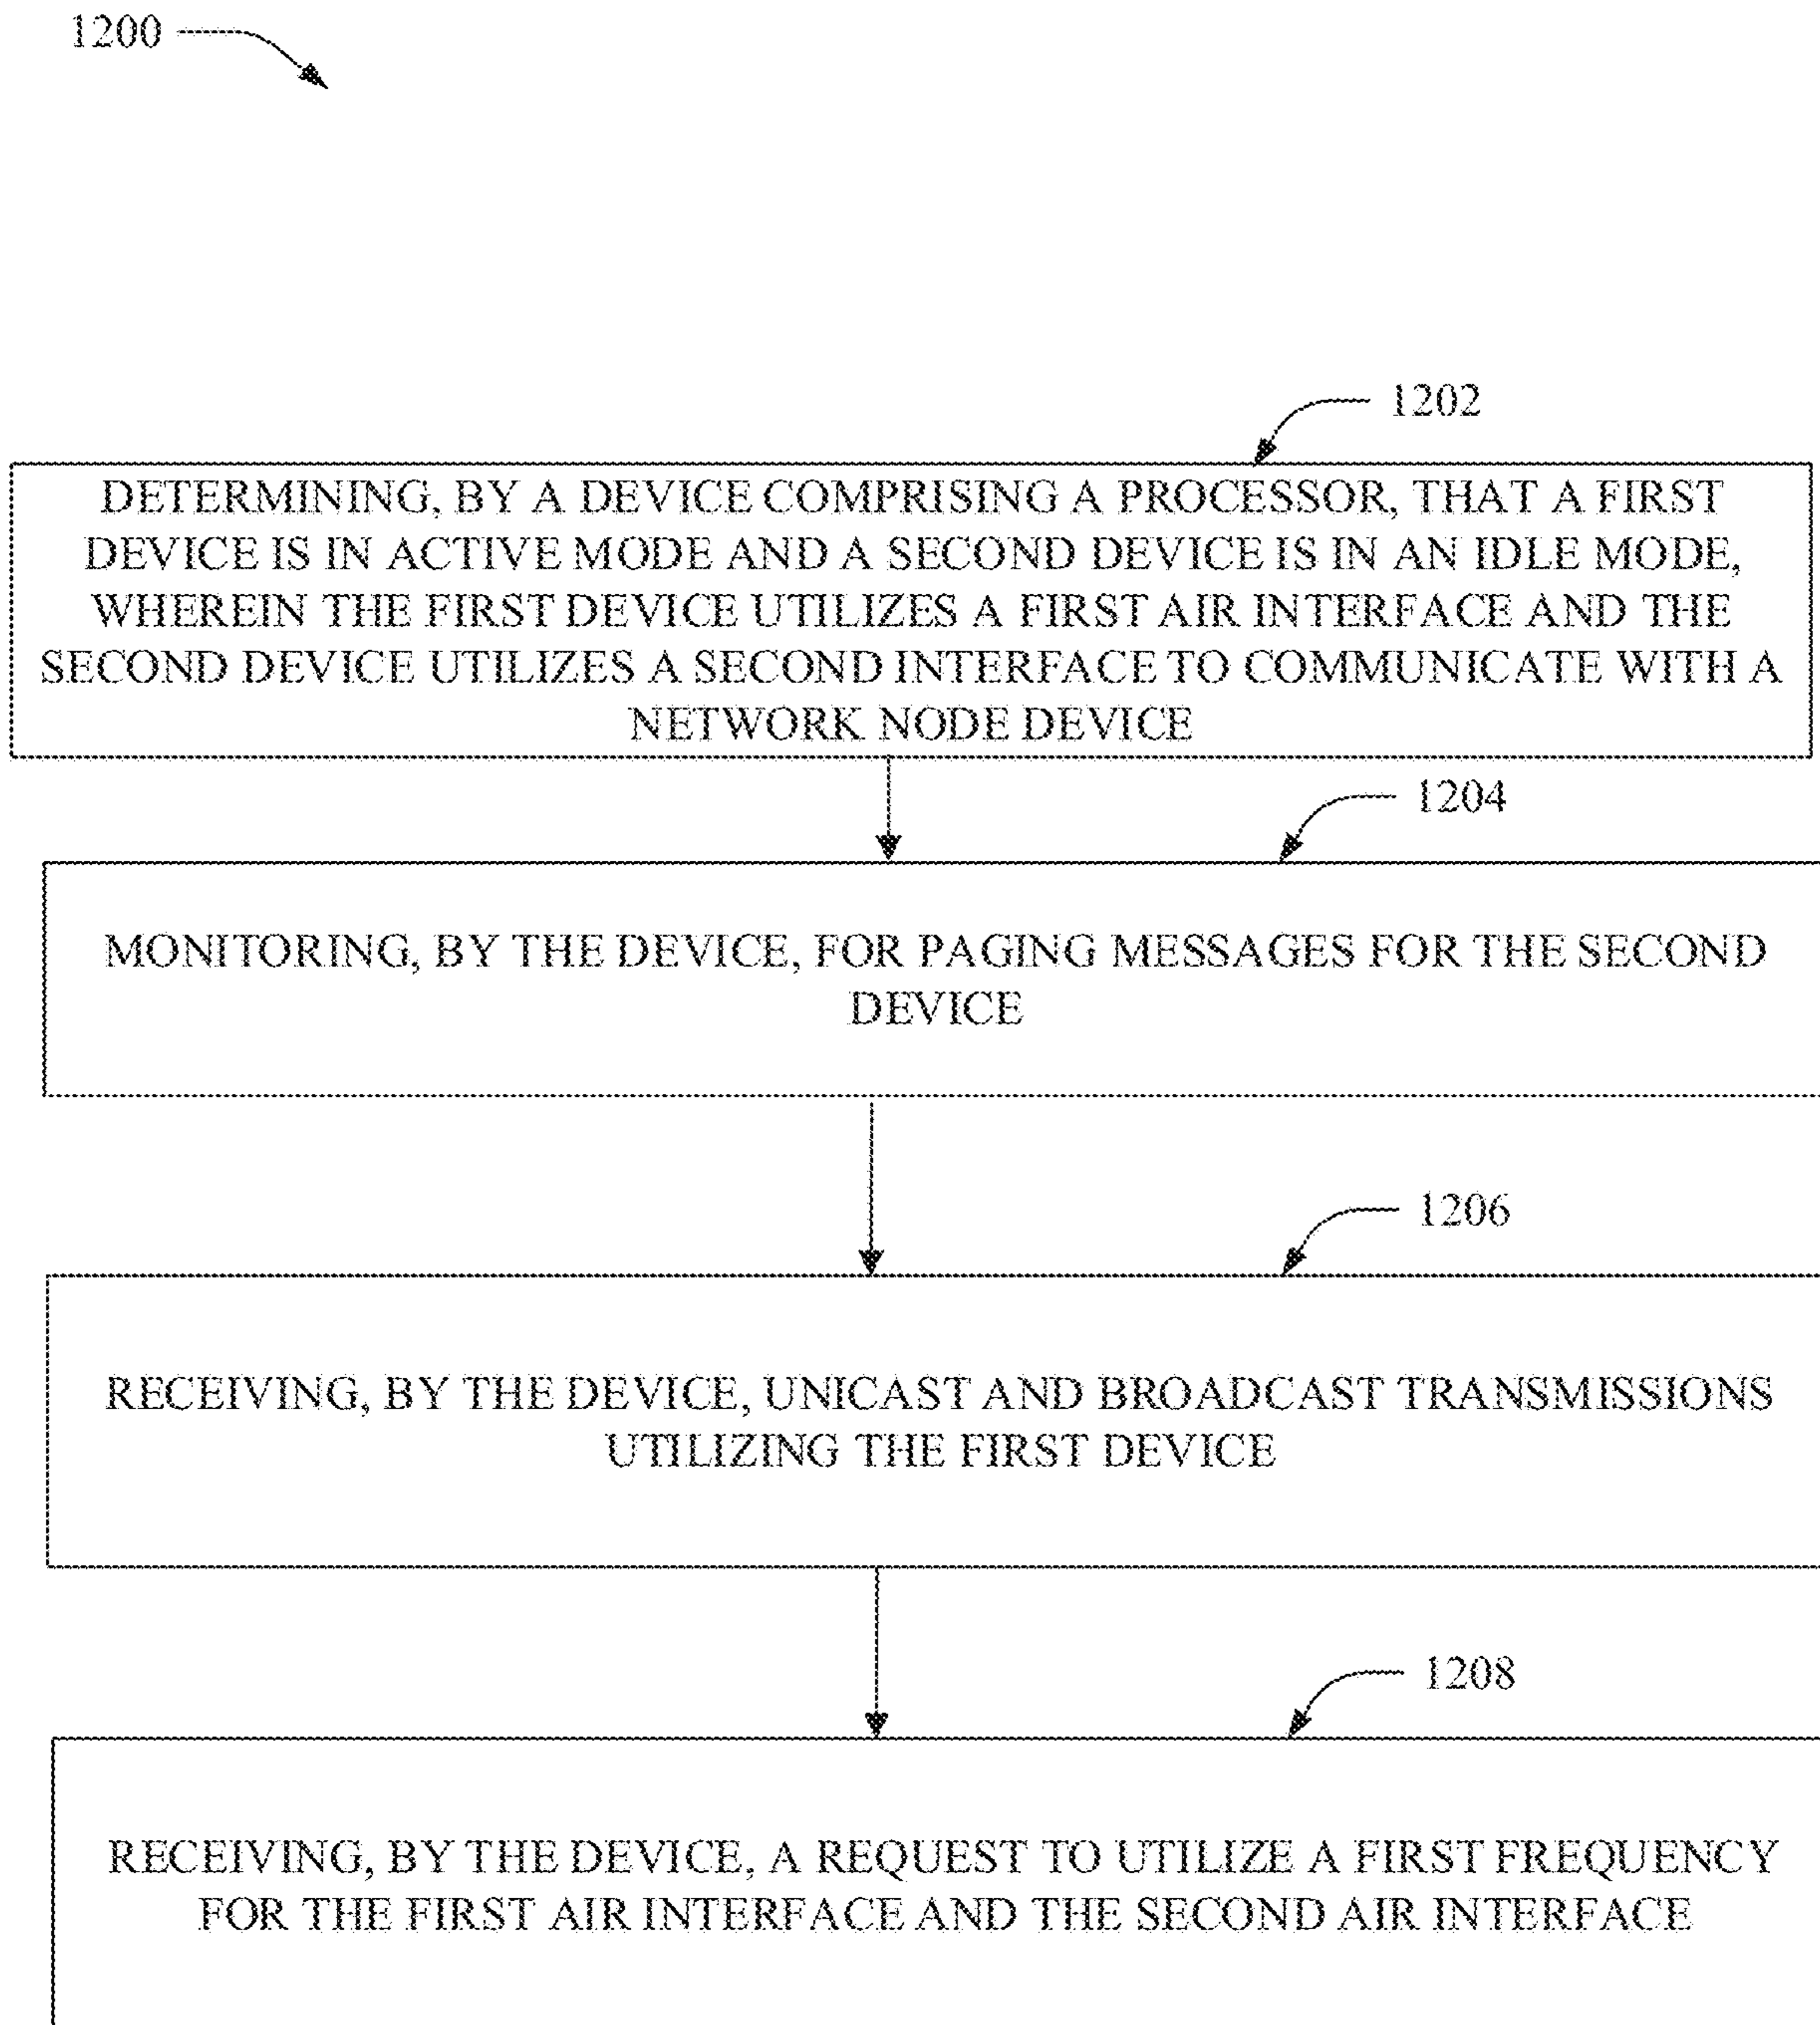 1200
1202
DETERMINING, BY A DEVICE COMPRISING A PROCESSOR, THAT A FIRST
DEVICE IS IN ACTIVE MODE AND A SECOND DEVICE IS IN AN IDLE MODE,
WHEREIN THE FIRST DEVICE UTILIZES A FIRST AIR INTERFACE AND THE
SECOND DEVICE UTILIZES A SECOND INTERFACE TO COMMUNICATE WITH A
NETWORK NODE DEVICE
1204
MONITORING, BY THE DEVICE, FOR PAGING MESSAGES FOR THE SECOND
DEVICE
1206
RECEIVING, BY THE DEVICE, UNICAST AND BROADCAST TRANSMISSIONS
UTILIZING THE FIRST DEVICE
1208
RECEIVING, BY THE DEVICE, A REQUEST TO UTILIZE A FIRST FREQUENCY
FOR THE FIRST AIR INTERFACE AND THE SECOND AIR INTERFACE